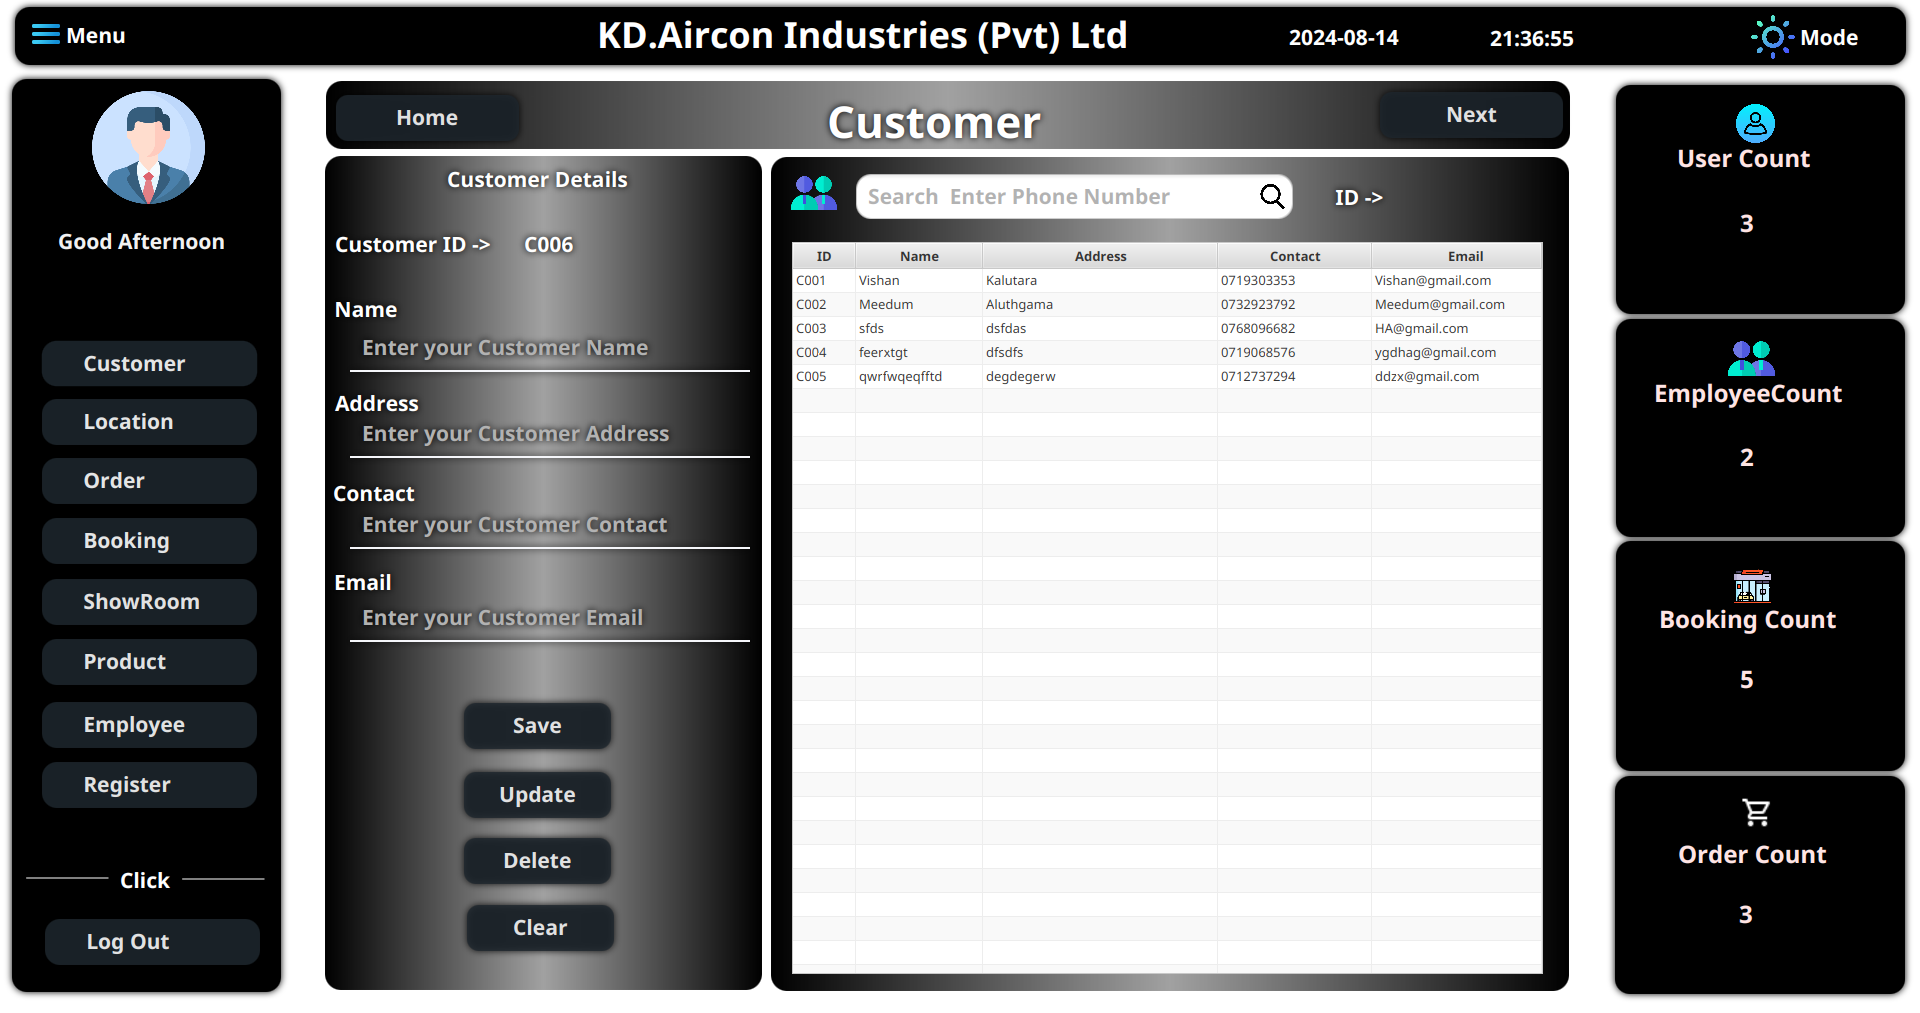 Menu
KD.Aircon Industries (Pvt) Ltd
2024-08-14
21:36:55
Mode
Good Afternoon
Customer
Location
Order
Booking
ShowRoom
Product
Employee
Register
Click
Log Out
Home
Customer
Next
Customer Details
Customer ID -> C006
Name
Enter your Customer Name
Address
Enter your Customer Address
Contact
Enter your Customer Contact
Email
Enter your Customer Email
Save
Update
Delete
Clear
Search Enter Phone Number
ID ->
ID Name Address Contact Email
C001 Vishan Kalutara 0719303353 Vishan@gmail.com
C002 Meedum Aluthgama 0732923792 Meedum@gmail.com
C003 sfds dsfdas 0768096682 HA@gmail.com
C004 feerxtgt dfsdfs 0719068576 ygdhag@gmail.com
C005 qwrfwqeqfftd degdegerw 0712737294 ddzx@gmail.com
User Count
3
EmployeeCount
2
Booking Count
5
Order Count
3